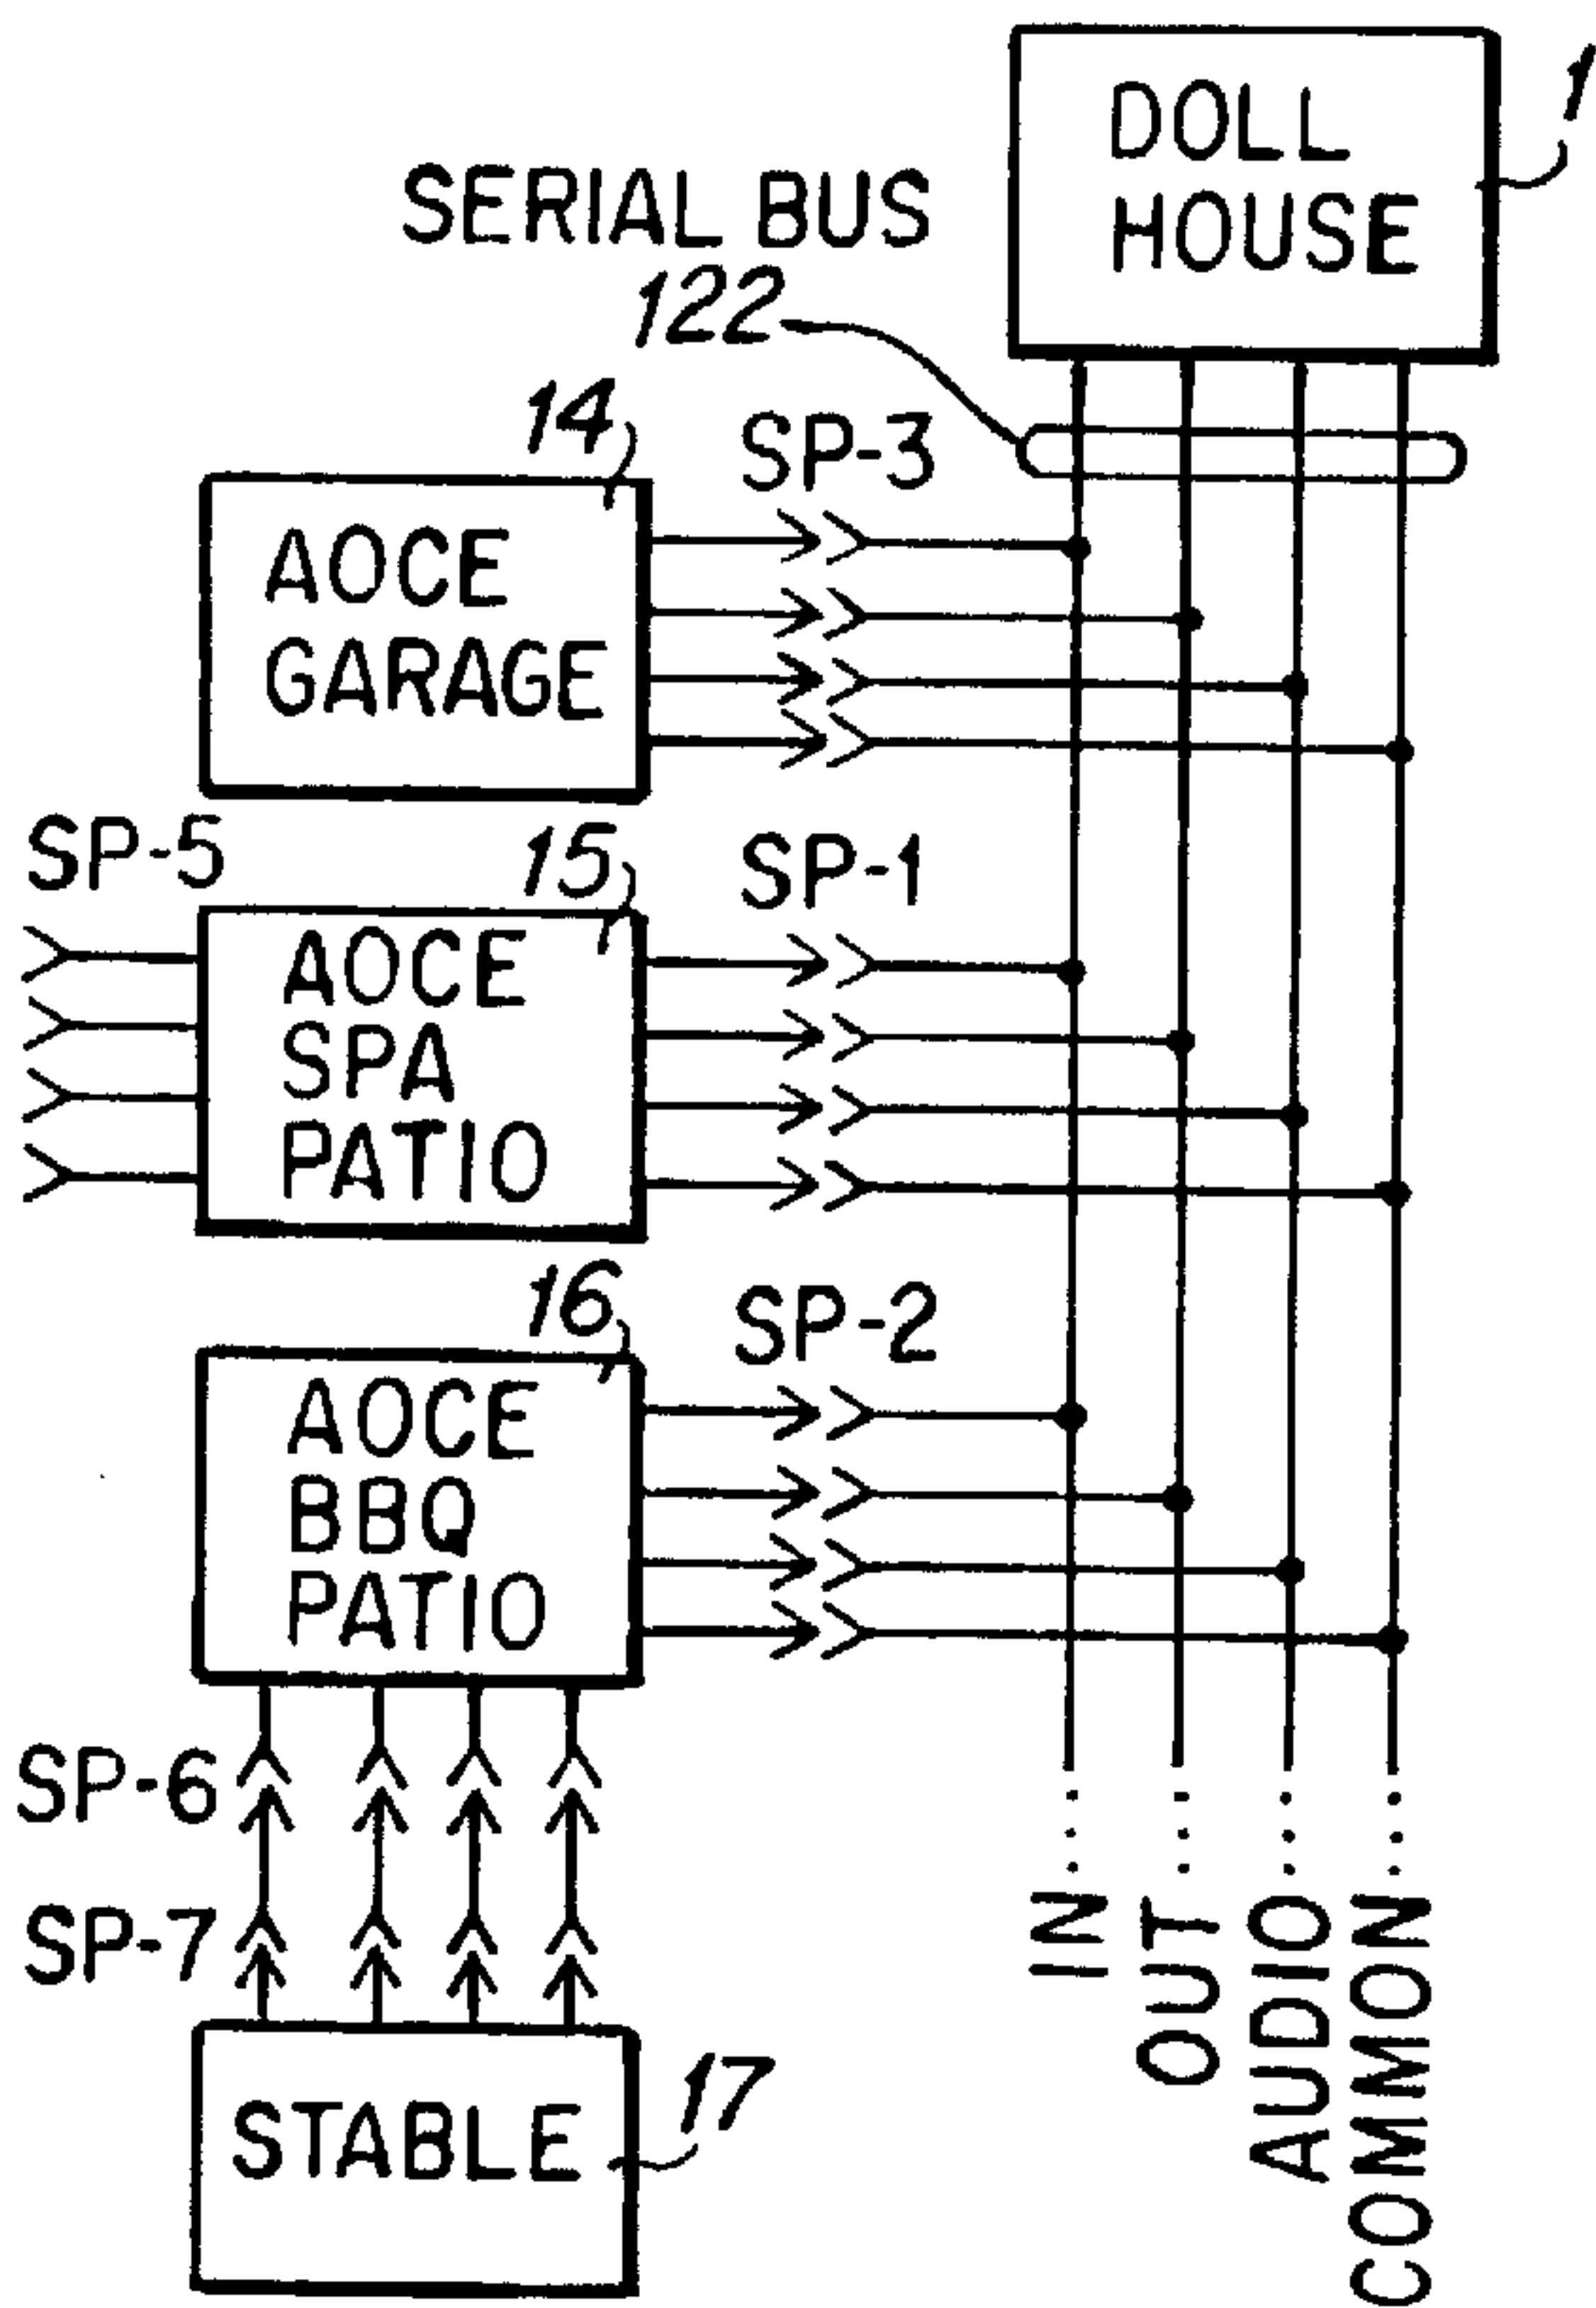 DOLL
HOUSE
1
SERIAL BUS
122
14
SP-3
AOCE
GARAGE
SP-5
15
SP-1
AOCE
SPA
PATIO
16
SP-2
AOCE
BBQ
PATIO
SP-6
SP-7
STABLE
17
IN
OUT
AUDIO
COMMON